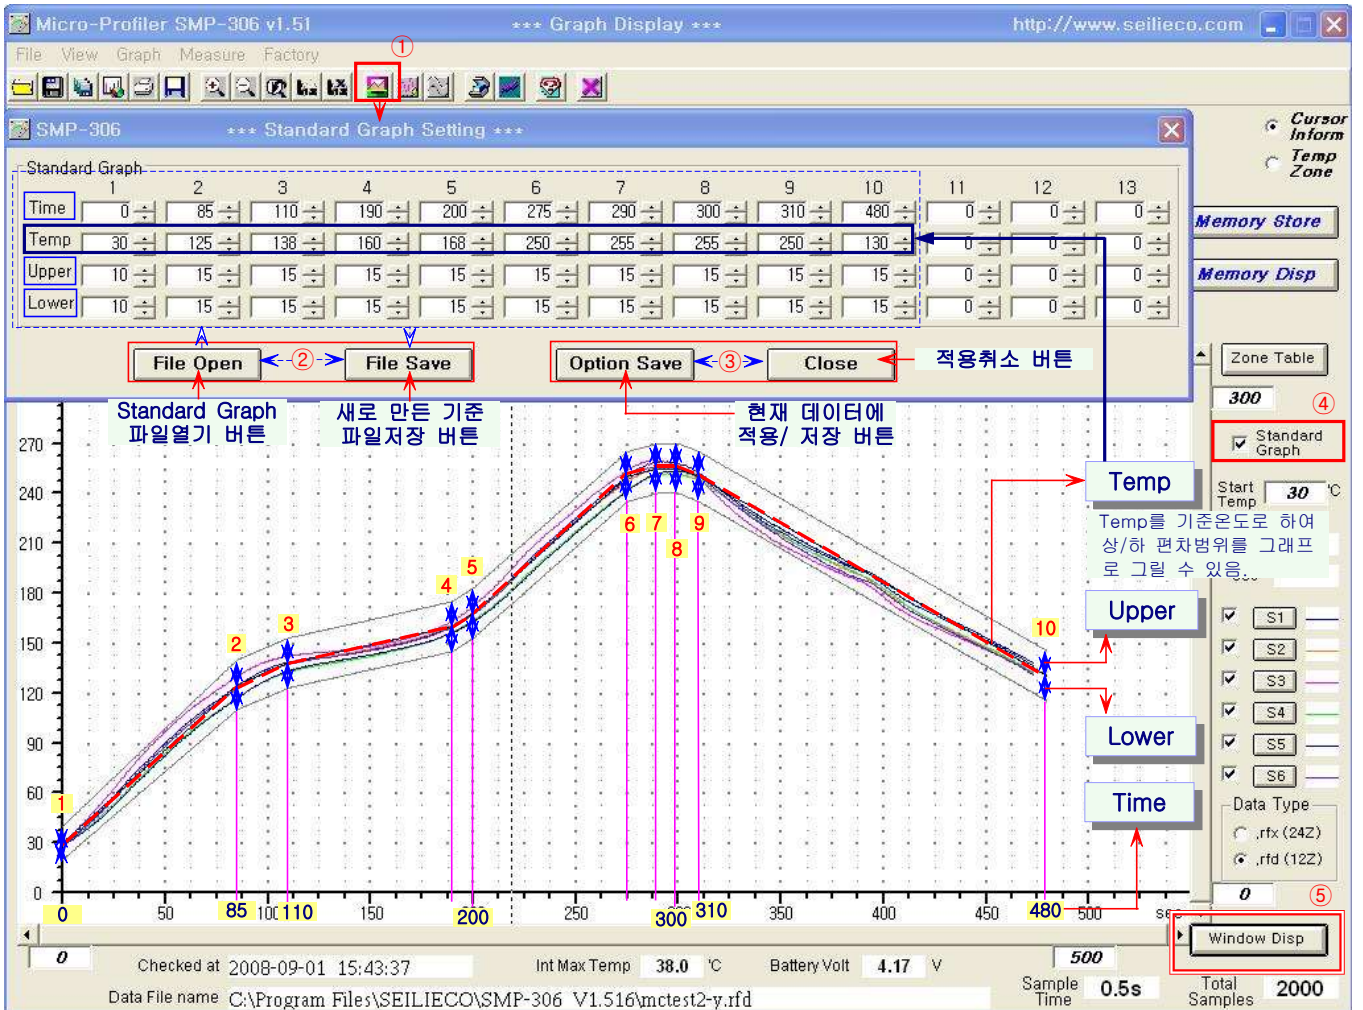 Micro-Profiler SMP-306 v1.51 *** Graph Display *** http://www.seilieco.com
File View Graph Measure Factory
①
SMP-306 *** Standard Graph Setting ***
Cursor Inform
Temp Zone
Standard Graph
1 2 3 4 5 6 7 8 9 10 11 12 13
Time 0 85 110 190 200 275 290 300 310 480 0 0 0
Temp 30 125 138 160 168 250 255 255 250 130 0 0 0
Upper 10 15 15 15 15 15 15 15 15 15 0 0 0
Lower 10 15 15 15 15 15 15 15 15 15 0 0 0
Memory Store
Memory Disp
File Open ② File Save Option Save ③ Close 적용취소 버튼
Standard Graph
파일열기 버튼
새로 만든 기준
파일저장 버튼
현재 데이터에
적용/ 저장 버튼
Zone Table
300
④
Standard Graph
Start Temp 30 'C
270
240
210
180
150
120
90
60
30
0
1 2 3 4 5 6 7 8 9 10
Temp
Temp를 기준온도로 하여
상/하 편차범위를 그래프
로 그릴 수 있음.
Upper
Lower
Time
S1
S2
S3
S4
S5
S6
Data Type
.rfx (24Z)
.rfd (12Z)
0
0 50 85 100 110 150 200 250 300 310 350 400 450 480 500 sec
⑤
Window Disp
0
500
Checked at 2008-09-01 15:43:37 Int Max Temp 38.0 'C Battery Volt 4.17 V
Sample Time 0.5s Total Samples 2000
Data File name C:\Program Files\SEILIECO\SMP-306 V1.516\mctest2-y.rfd